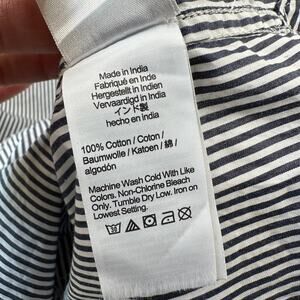 Made in India
Fabriqué en Inde
Hergestellt in Indien
Vervaardigd in India
インド製
hecho en india
100% Cotton / Coton /
Baumwolle / Katoen / 綿 /
algodón
Machine Wash Cold With Like
Colors. Non-Chlorine Bleach
Only. Tumble Dry Low. Iron on
Lowest Setting.